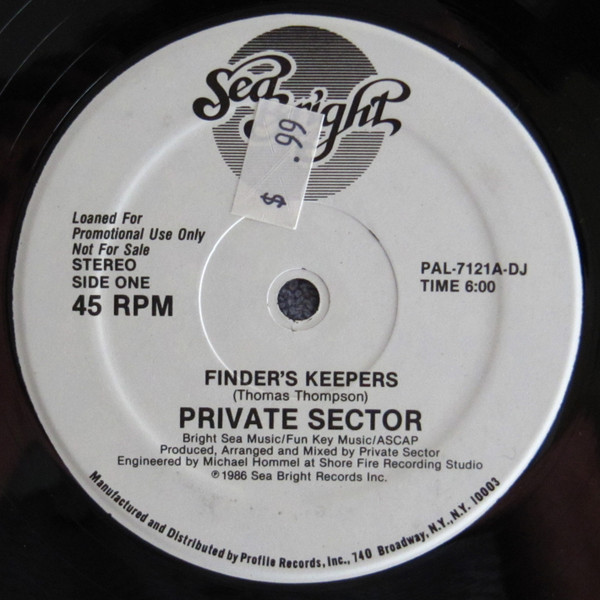 Sea Bright
$ .99
Loaned For
Promotional Use Only
Not For Sale
STEREO
SIDE ONE
45 RPM
PAL-7121A-DJ
TIME 6:00
FINDER'S KEEPERS
(Thomas Thompson)
PRIVATE SECTOR
Bright Sea Music/Fun Key Music/ASCAP
Produced, Arranged and Mixed by Private Sector
Engineered by Michael Hommel at Shore Fire Recording Studio
℗1986 Sea Bright Records Inc.
Manufactured and Distributed by Profile Records, Inc., 740 Broadway, N.Y., N.Y. 10003